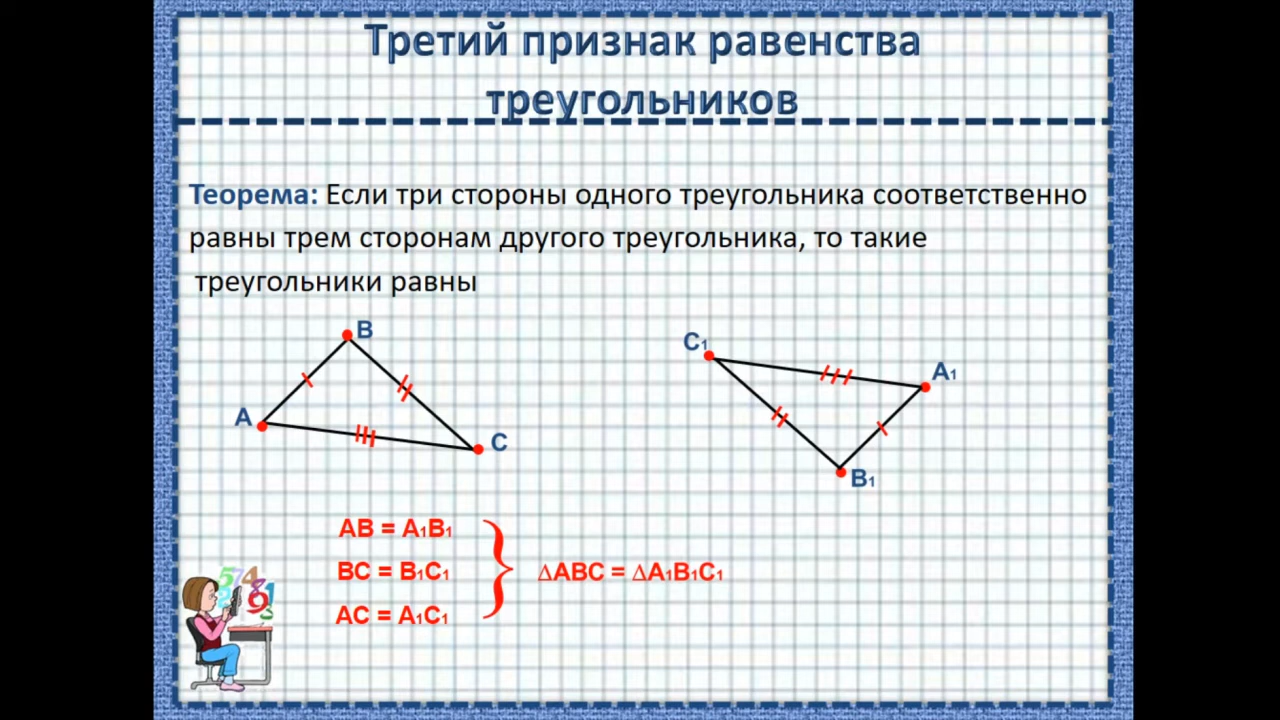 Третий признак равенства
треугольников
Теорема: Если три стороны одного треугольника соответственно
равны трем сторонам другого треугольника, то такие
треугольники равны
B
A
C
C₁
A₁
B₁
AB = A₁B₁
BC = B₁C₁
AC = A₁C₁
∆ABC = ∆A₁B₁C₁